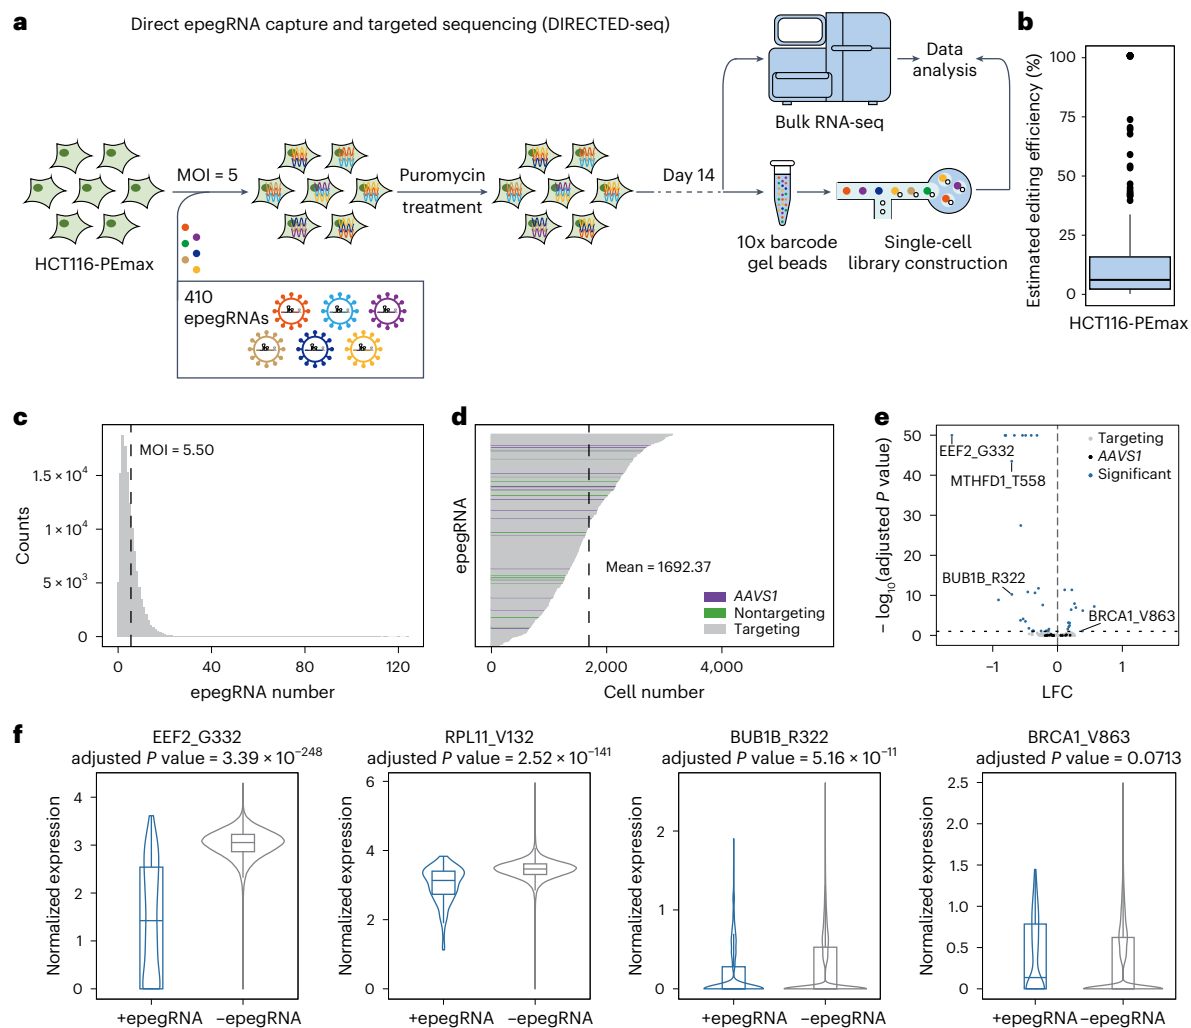 a
Direct epegRNA capture and targeted sequencing (DIRECTED-seq)
HCT116-PEmax
MOI = 5
410
epegRNAs
Puromycin
treatment
Day 14
Bulk RNA-seq
Data
analysis
10x barcode
gel beads
Single-cell
library construction
b
Estimated editing efficiency (%)
100
75
50
25
0
HCT116-PEmax
c
Counts
1.5 × 10⁴
1 × 10⁴
5 × 10³
0
MOI = 5.50
0 40 80 120
epegRNA number
d
epegRNA
Mean = 1692.37
AAVS1
Nontargeting
Targeting
0 2,000 4,000
Cell number
e
− log₁₀(adjusted P value)
50
40
30
20
10
0
EEF2_G332
MTHFD1_T558
BUB1B_R322
BRCA1_V863
Targeting
AAVS1
Significant
−1 0 1
LFC
f
EEF2_G332
adjusted P value = 3.39 × 10⁻²⁴⁸
Normalized expression
4
3
2
1
0
+epegRNA −epegRNA
RPL11_V132
adjusted P value = 2.52 × 10⁻¹⁴¹
Normalized expression
6
4
2
0
+epegRNA −epegRNA
BUB1B_R322
adjusted P value = 5.16 × 10⁻¹¹
Normalized expression
2
1
0
+epegRNA −epegRNA
BRCA1_V863
adjusted P value = 0.0713
Normalized expression
2.5
2.0
1.5
1.0
0.5
0
+epegRNA −epegRNA